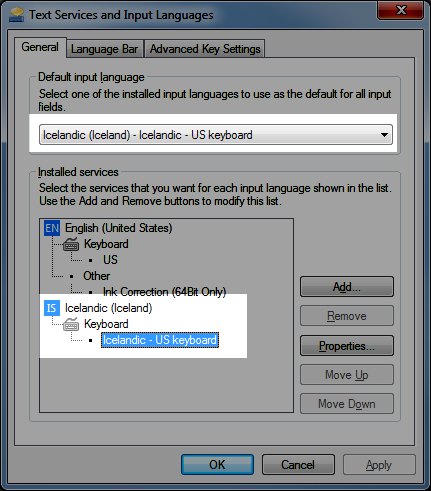 Text Services and Input Languages
General
Language Bar
Advanced Key Settings
Default input language
Select one of the installed input languages to use as the default for all input
fields.
Icelandic (Iceland) - Icelandic - US keyboard
Installed services
Select the services that you want for each input language shown in the list.
Use the Add and Remove buttons to modify this list.
EN English (United States)
Keyboard
US
Other
Ink Correction (64Bit Only)
IS Icelandic (Iceland)
Keyboard
Icelandic - US keyboard
Add...
Remove
Properties...
Move Up
Move Down
OK
Cancel
Apply